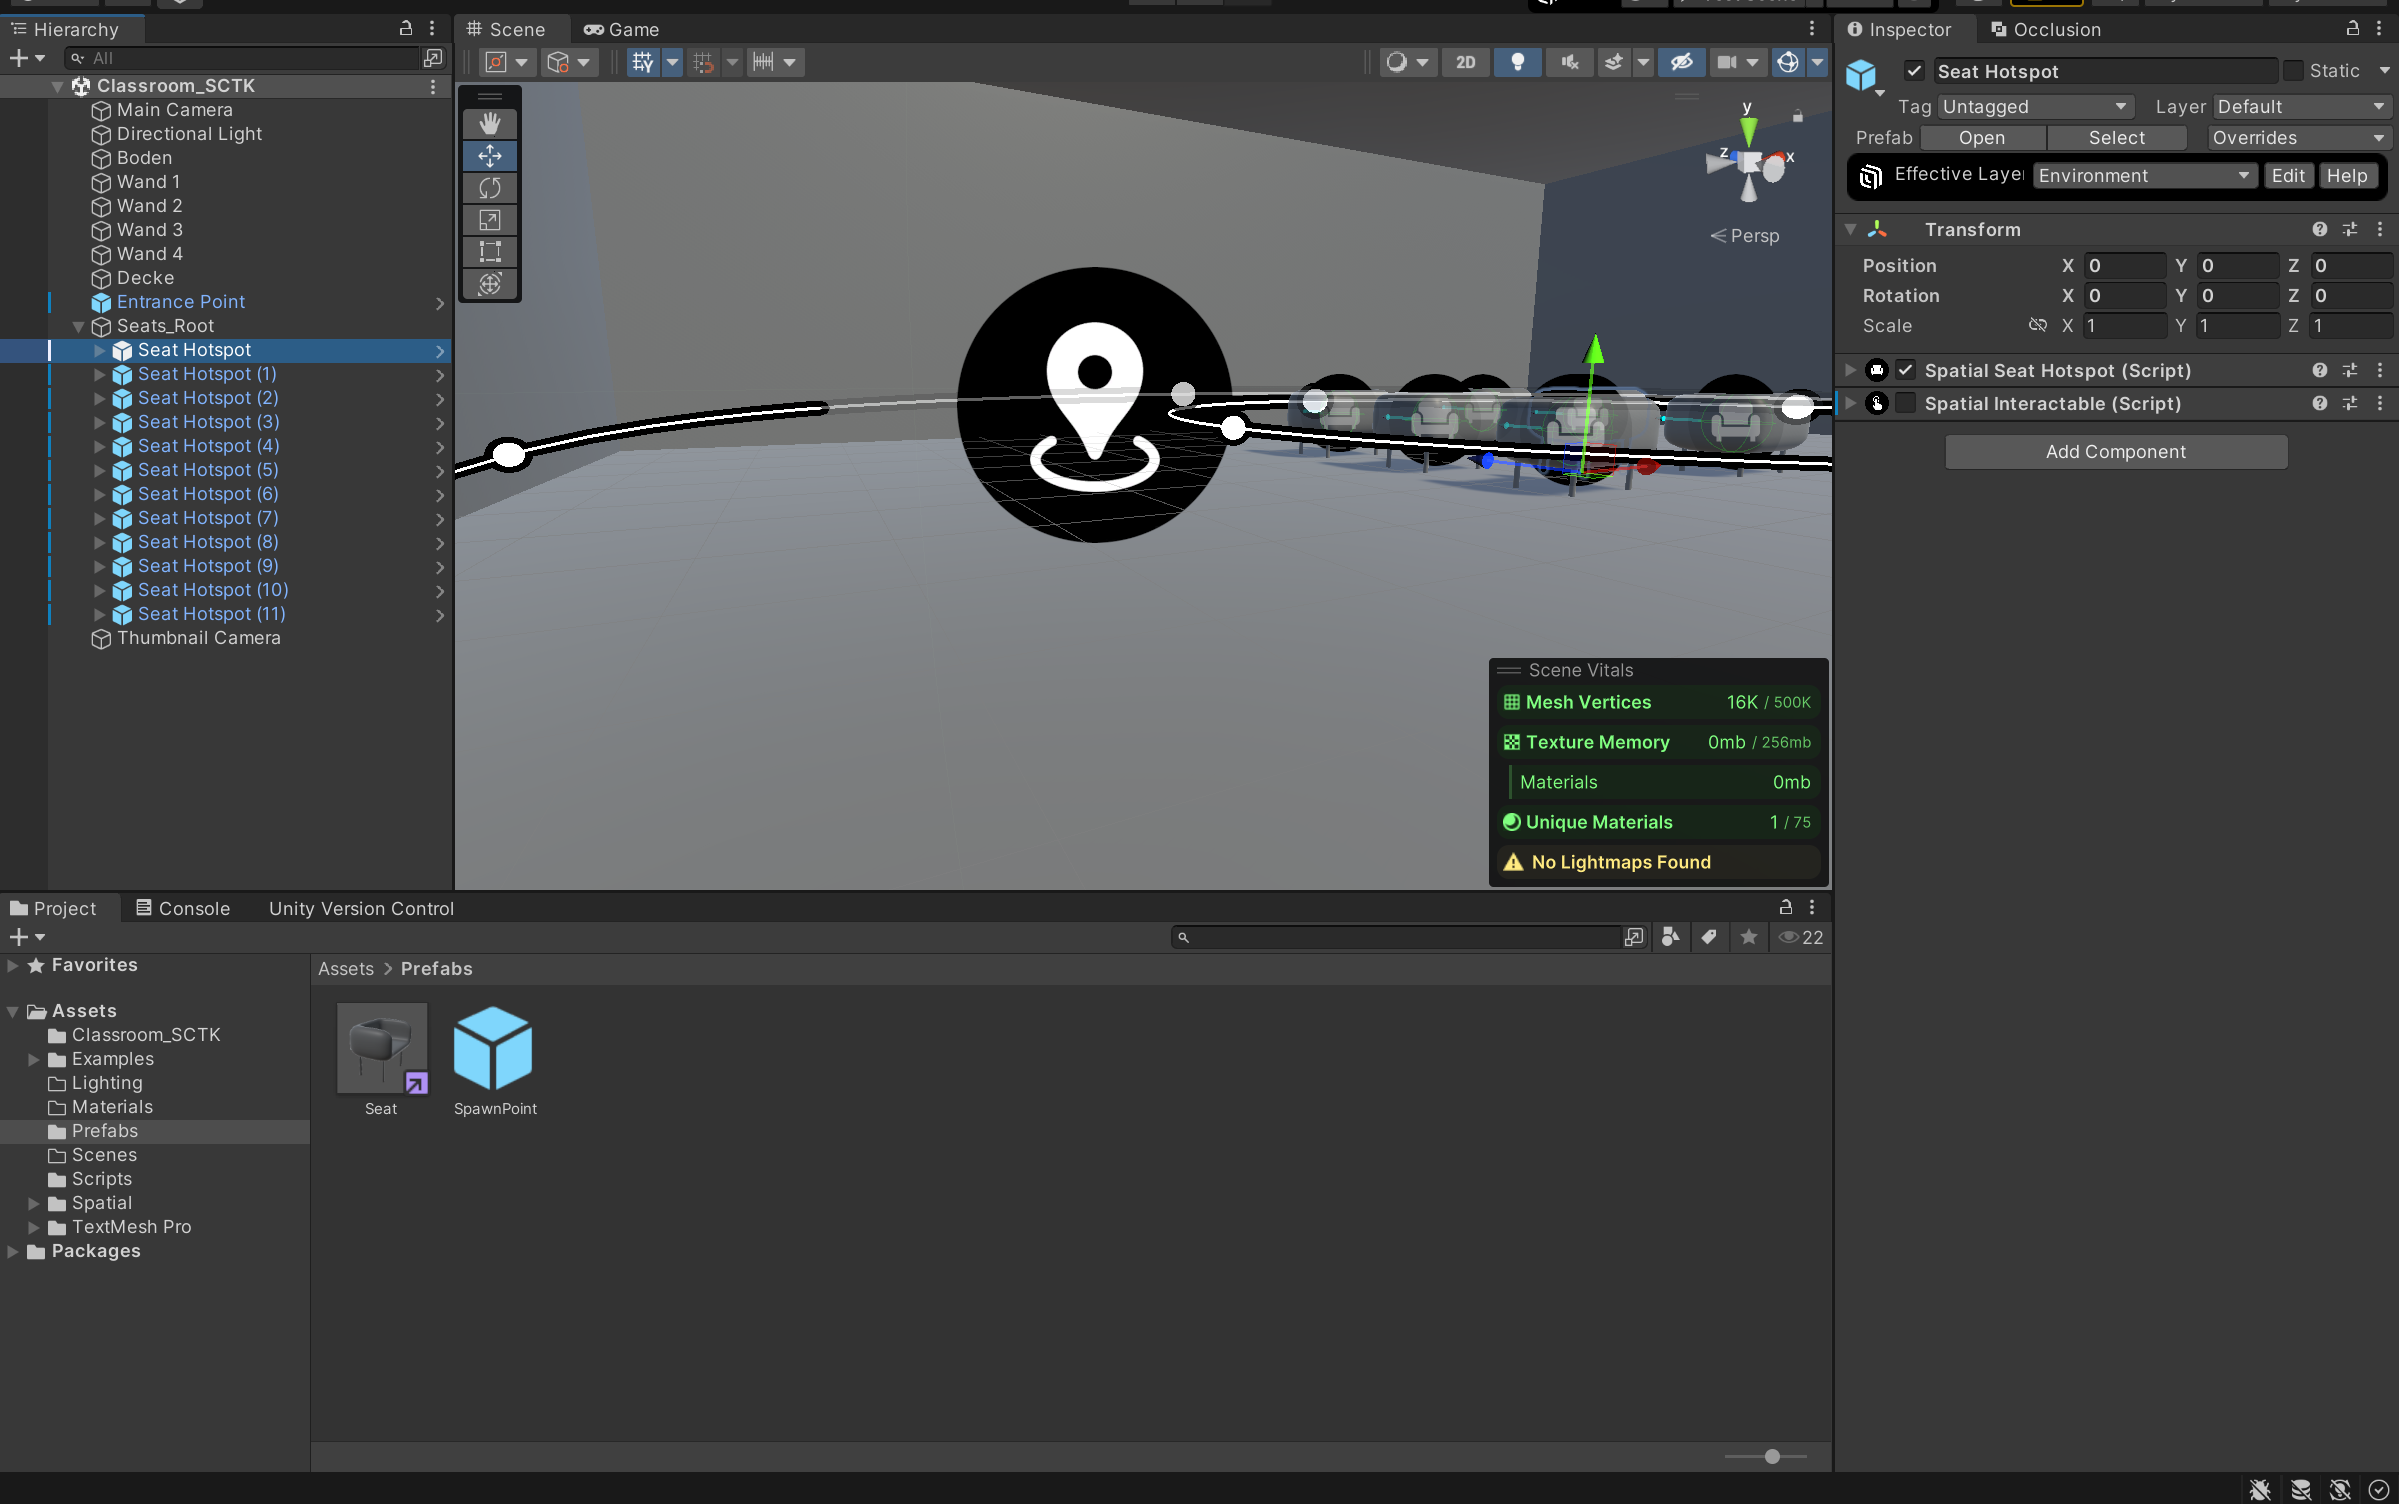 Hierarchy
All
Classroom_SCTK
Main Camera
Directional Light
Boden
Wand 1
Wand 2
Wand 3
Wand 4
Decke
Entrance Point
Seats_Root
Seat Hotspot
Seat Hotspot (1)
Seat Hotspot (2)
Seat Hotspot (3)
Seat Hotspot (4)
Seat Hotspot (5)
Seat Hotspot (6)
Seat Hotspot (7)
Seat Hotspot (8)
Seat Hotspot (9)
Seat Hotspot (10)
Seat Hotspot (11)
Thumbnail Camera
Scene Game
2D
y
z x
Persp
Scene Vitals
Mesh Vertices 16K / 500K
Texture Memory 0mb / 256mb
Materials 0mb
Unique Materials 1 / 75
No Lightmaps Found
Inspector Occlusion
Seat Hotspot Static
Tag Untagged Layer Default
Prefab Open Select Overrides
Effective Layer Environment Edit Help
Transform
Position X 0 Y 0 Z 0
Rotation X 0 Y 0 Z 0
Scale X 1 Y 1 Z 1
Spatial Seat Hotspot (Script)
Spatial Interactable (Script)
Add Component
Project Console Unity Version Control
22
Favorites
Assets
Classroom_SCTK
Examples
Lighting
Materials
Prefabs
Scenes
Scripts
Spatial
TextMesh Pro
Packages
Assets > Prefabs
Seat SpawnPoint